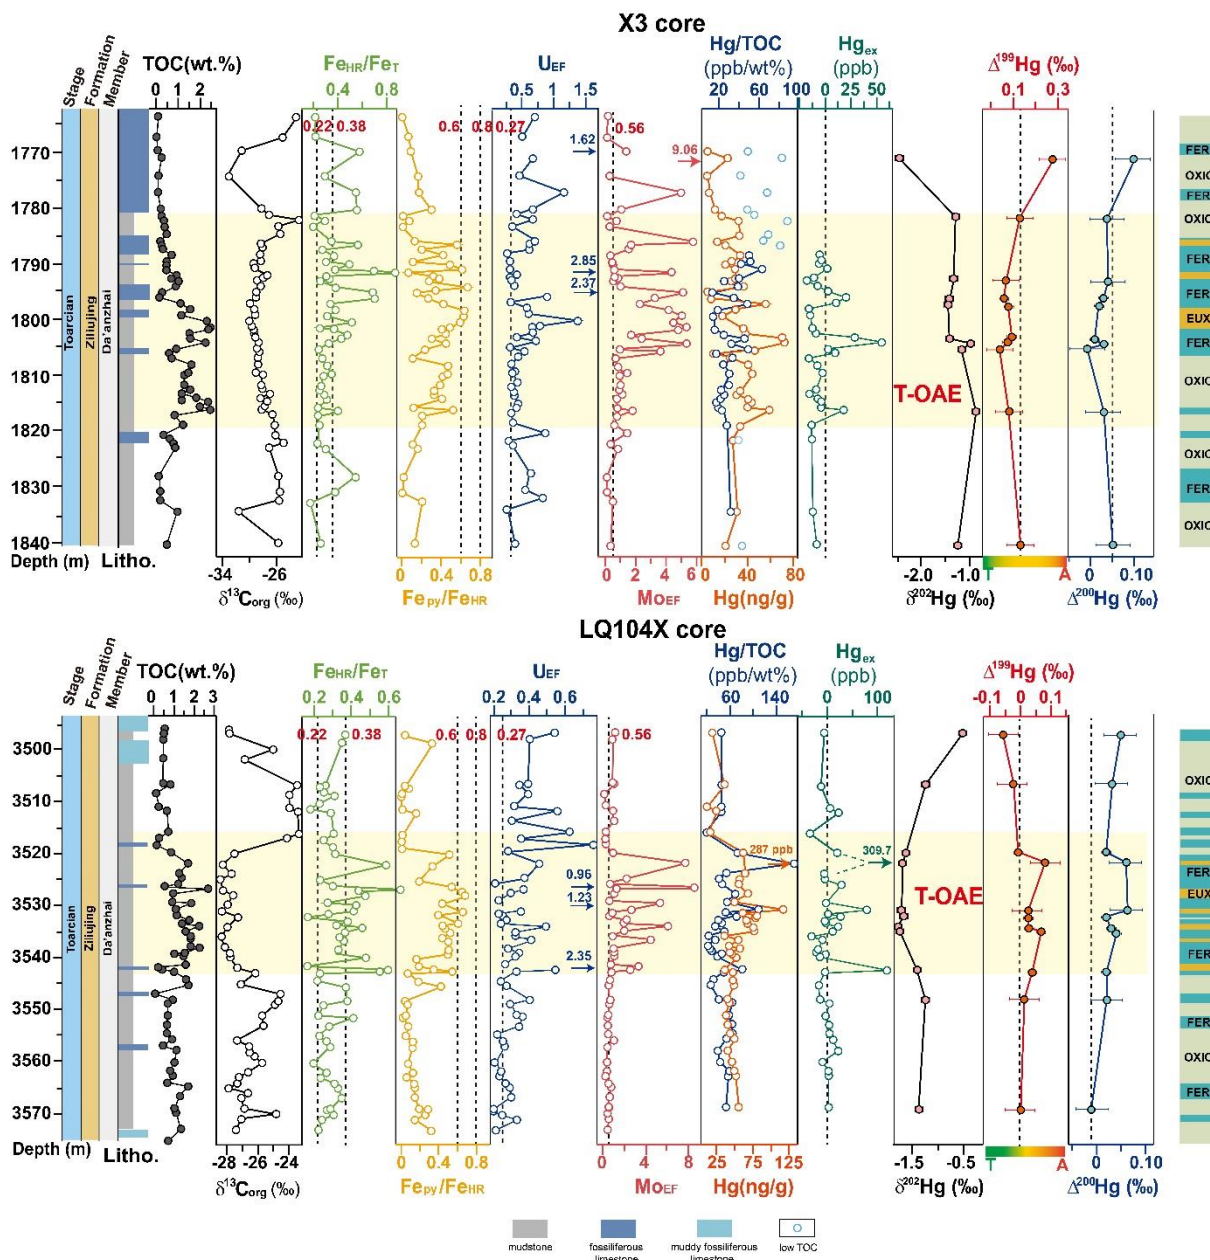 X3 core
Stage
Formation
Member
TOC(wt.%)
0 1 2
FeHR/FeT
0.4 0.8
UEF
0.5 1 1.5
Hg/TOC
(ppb/wt%)
20 60 100
Hgex
(ppb)
0 25 50
Δ199Hg (‰)
0.1 0.3
0.22 0.38
0.6 0.8 0.27
0.56
1.62
9.06
2.85
2.37
1770
1780
1790
1800
1810
1820
1830
1840
Toarcian
Ziliujing
Da'anzhai
T-OAE
FER
OXIC
FER
OXIC
FER
FER
EUX
FER
OXIC
OXIC
FER
OXIC
Depth (m)
Litho.
-34 -26
δ13Corg (‰)
0 0.4 0.8
Fepy/FeHR
0 2 4 6
MoEF
0 40 80
Hg(ng/g)
-2.0 -1.0
δ202Hg (‰)
T A
0 0.10
Δ200Hg (‰)
LQ104X core
Stage
Formation
Member
TOC(wt.%)
0 1 2 3
FeHR/FeT
0.2 0.4 0.6
UEF
0.2 0.4 0.6
Hg/TOC
(ppb/wt%)
60 140
Hgex
(ppb)
0 100
Δ199Hg (‰)
-0.1 0 0.1
0.22 0.38
0.6 0.8 0.27
0.56
287 ppb
309.7
0.96
1.23
2.35
3500
3510
3520
3530
3540
3550
3560
3570
Toarcian
Ziliujing
Da'anzhai
T-OAE
OXIC
FER
EUX
FER
FER
OXIC
FER
Depth (m)
Litho.
-28 -26 -24
δ13Corg (‰)
0 0.4 0.8
Fepy/FeHR
0 4 8
MoEF
25 75 125
Hg(ng/g)
-1.5 -0.5
δ202Hg (‰)
T A
0 0.10
Δ200Hg (‰)
mudstone
fossiliferous
muddy fossiliferous
low TOC